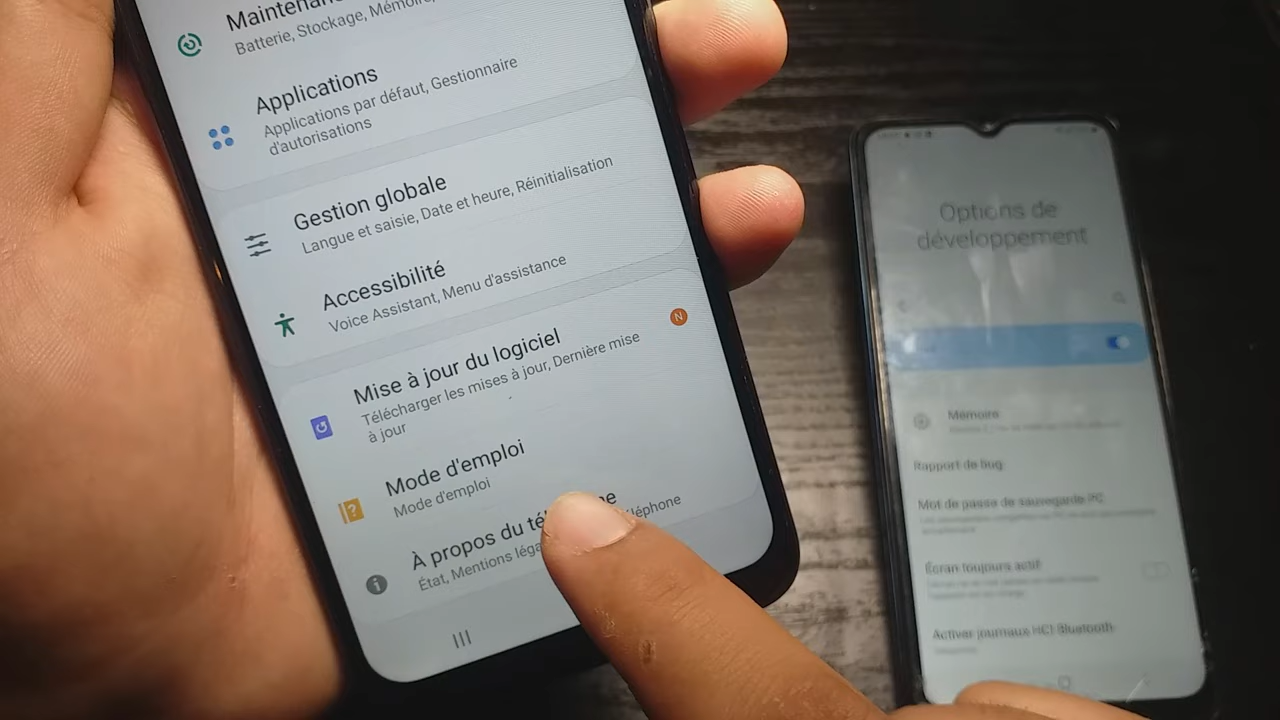 Batterie, Stockage, Mémoire,
Applications
Applications par défaut, Gestionnaire
d'autorisations
Gestion globale
Langue et saisie, Date et heure, Réinitialisation
Accessibilité
Voice Assistant, Menu d'assistance
Mise à jour du logiciel
N
Télécharger les mises à jour, Dernière mise
à jour
Mode d'emploi
Mode d'emploi
À propos du
État, Mentions
Options de
développement
Mémoire
Rapport de bug
Mot de passe de sauvegarde PC
Écran toujours actif
Activer journaux HCI Bluetooth